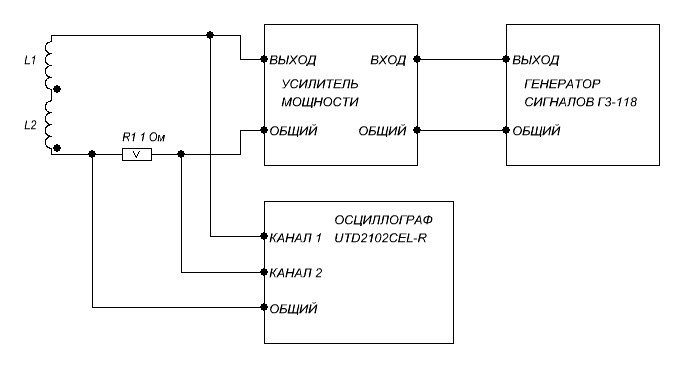 L1
L2
R1 1 Ом
V
ВЫХОД
ВХОД
УСИЛИТЕЛЬ
МОЩНОСТИ
ОБЩИЙ
ОБЩИЙ
ВЫХОД
ГЕНЕРАТОР
СИГНАЛОВ Г3-118
ОБЩИЙ
ОСЦИЛЛОГРАФ
КАНАЛ 1
UTD2102CEL-R
КАНАЛ 2
ОБЩИЙ